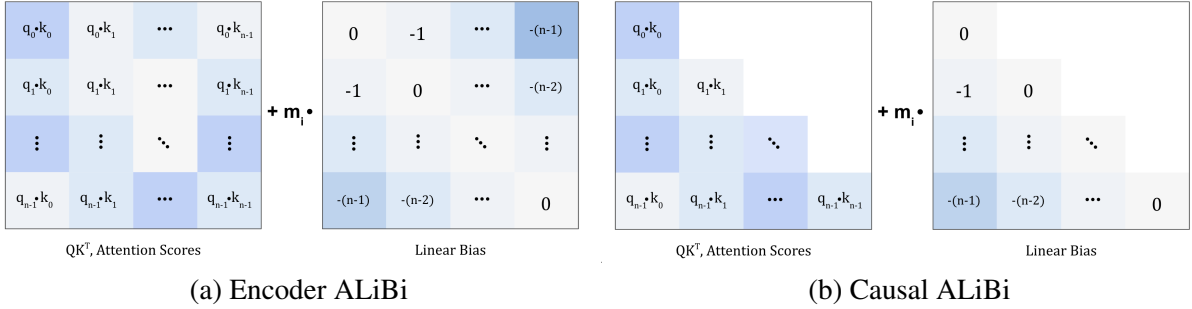 q₀•k₀ q₀•k₁ ••• q₀•kₙ₋₁
q₁•k₀ q₁•k₁ ••• q₁•kₙ₋₁
⋮ ⋮ ⋱ ⋮
qₙ₋₁•k₀ qₙ₋₁•k₁ ••• qₙ₋₁•kₙ₋₁
QKᵀ, Attention Scores
+ mᵢ•
0 -1 ••• -(n-1)
-1 0 ••• -(n-2)
⋮ ⋮ ⋱ ⋮
-(n-1) -(n-2) ••• 0
Linear Bias
(a) Encoder ALiBi
q₀•k₀
q₁•k₀ q₁•k₁
⋮ ⋮ ⋱
qₙ₋₁•k₀ qₙ₋₁•k₁ ••• qₙ₋₁•kₙ₋₁
QKᵀ, Attention Scores
+ mᵢ•
0
-1 0
⋮ ⋮ ⋱
-(n-1) -(n-2) ••• 0
Linear Bias
(b) Causal ALiBi